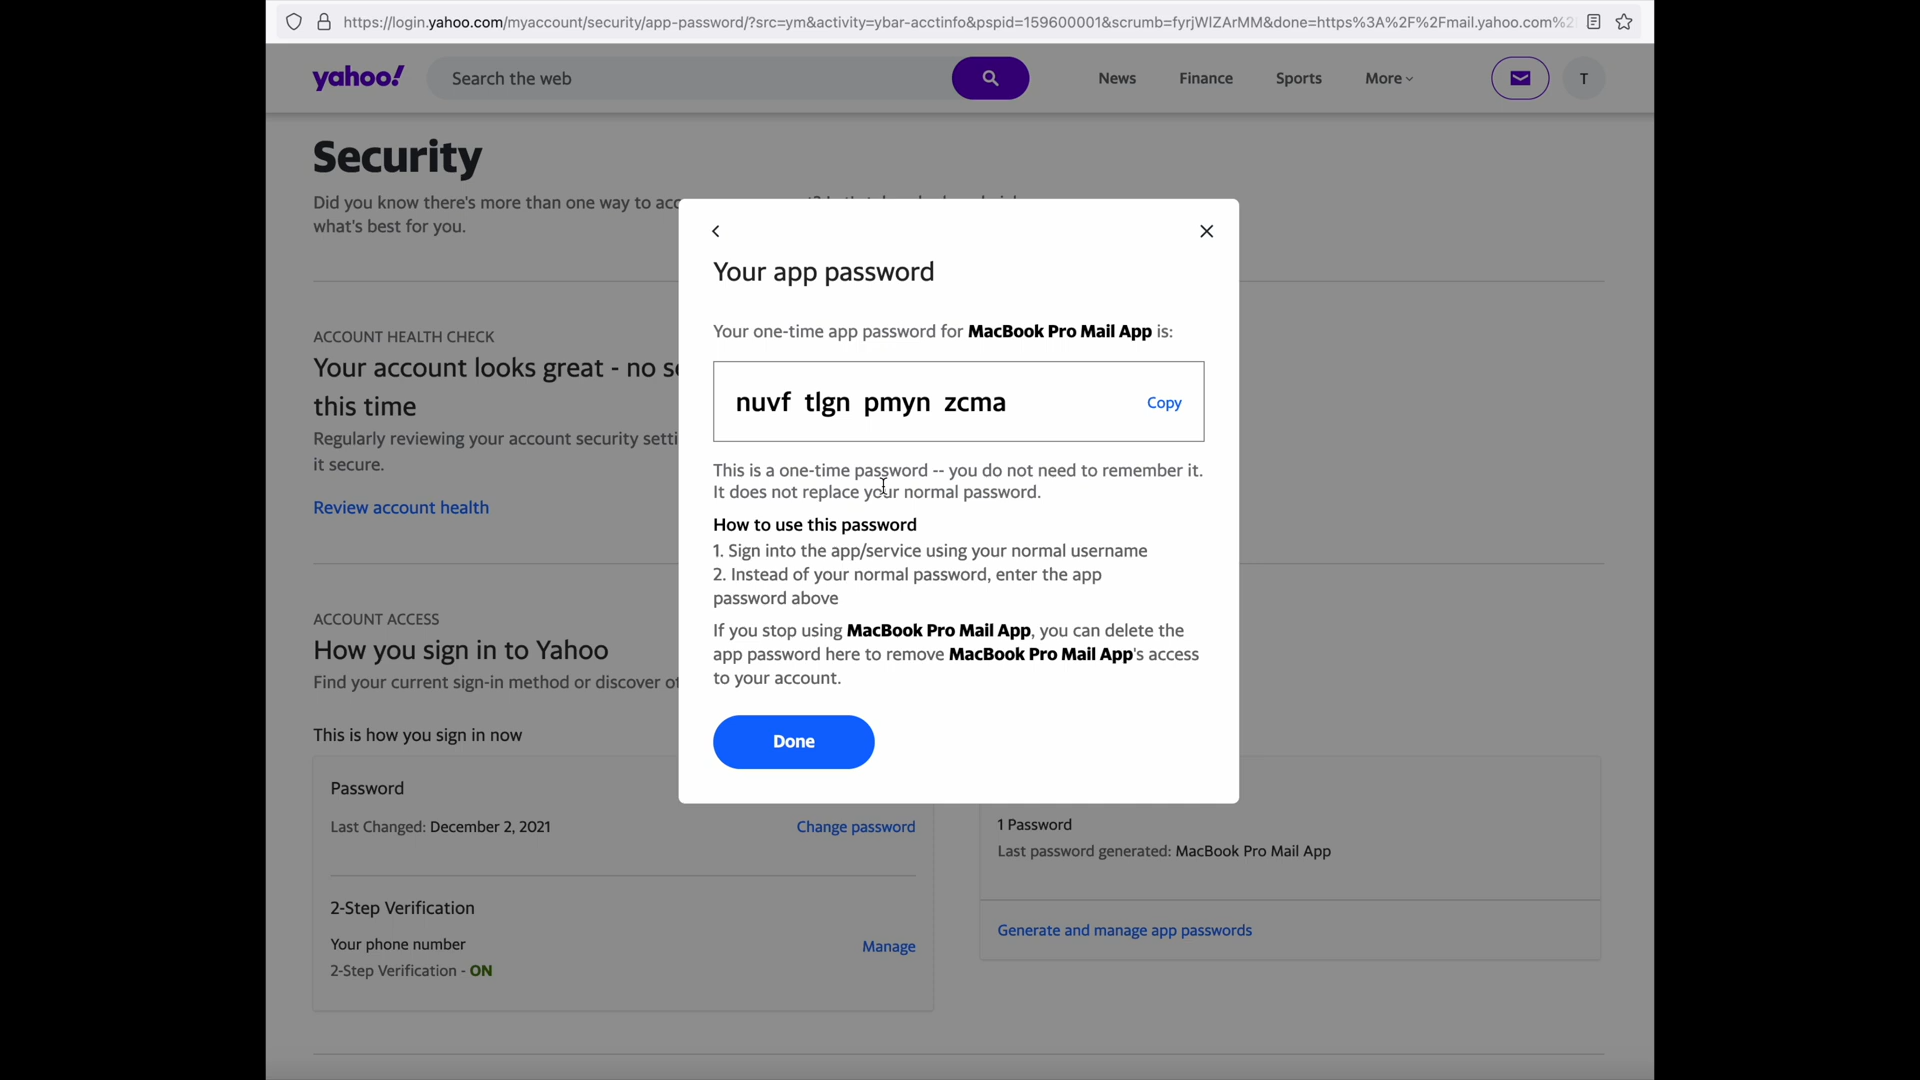 https://login.yahoo.com/myaccount/security/app-password/?src=ym&activity=ybar-acctinfo&pspid=159600001&scrumb=fyrjWIZArMM&done=https%3A%2F%2Fmail.yahoo.com%2
yahoo!
Search the web
News
Finance
Sports
More
T
Security
Did you know there's more than one way to acc
what's best for you.
ACCOUNT HEALTH CHECK
Your account looks great - no se
this time
Regularly reviewing your account security setti
it secure.
Review account health
ACCOUNT ACCESS
How you sign in to Yahoo
Find your current sign-in method or discover ot
This is how you sign in now
Password
Last Changed: December 2, 2021
Change password
2-Step Verification
Your phone number
Manage
2-Step Verification - ON
Your app password
Your one-time app password for MacBook Pro Mail App is:
nuvf tlgn pmyn zcma
Copy
This is a one-time password -- you do not need to remember it.
It does not replace your normal password.
How to use this password
1. Sign into the app/service using your normal username
2. Instead of your normal password, enter the app
password above
If you stop using MacBook Pro Mail App, you can delete the
app password here to remove MacBook Pro Mail App's access
to your account.
Done
1 Password
Last password generated: MacBook Pro Mail App
Generate and manage app passwords